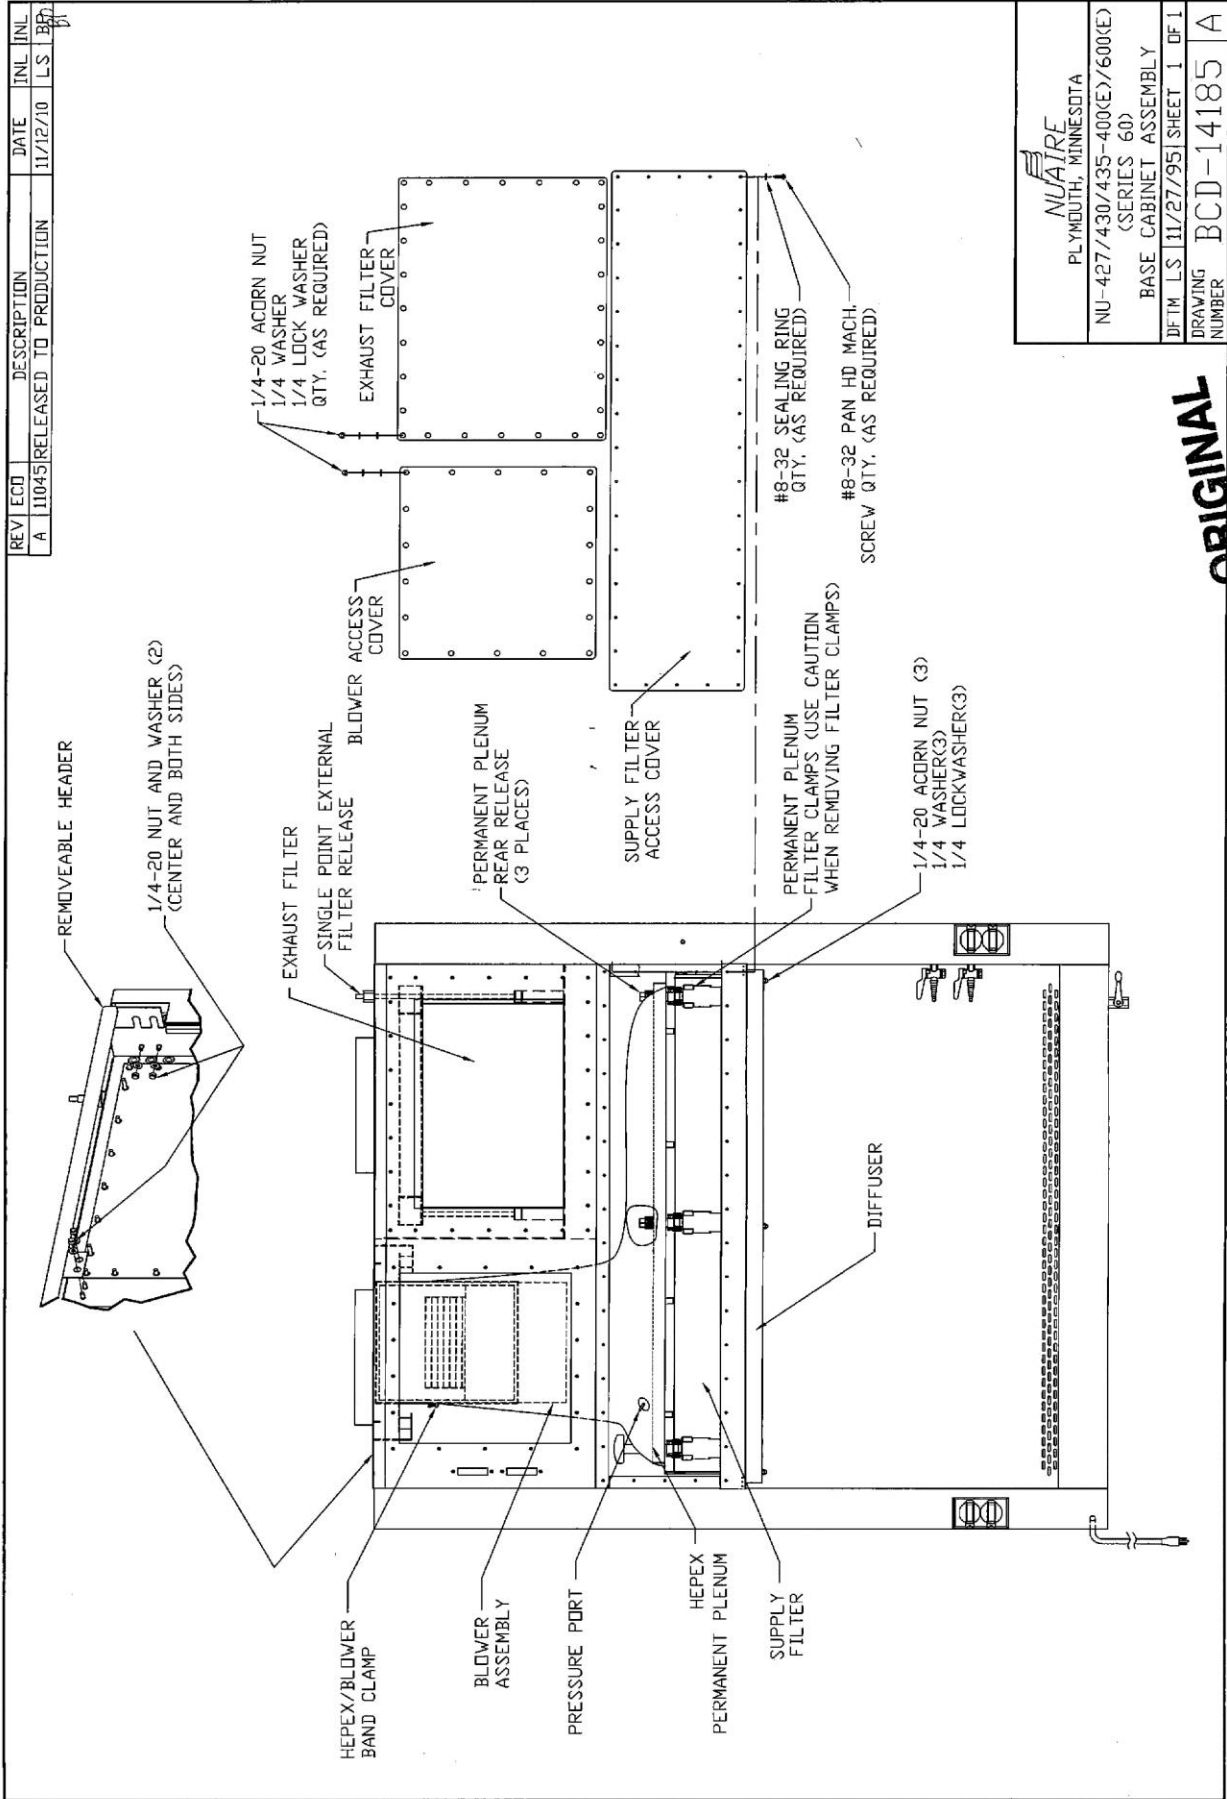 REV ECO DESCRIPTION DATE INL INL
A 11045 RELEASED TO PRODUCTION 11/12/10 LS
REMOVEABLE HEADER
1/4-20 NUT AND WASHER (2)
(CENTER AND BOTH SIDES)
1/4-20 ACORN NUT
1/4 WASHER
1/4 LOCK WASHER
QTY. (AS REQUIRED)
EXHAUST FILTER
COVER
EXHAUST FILTER
SINGLE POINT EXTERNAL
FILTER RELEASE
BLOWER ACCESS
COVER
HEPEX/BLOWER
BAND CLAMP
BLOWER
ASSEMBLY
PERMANENT PLENUM
REAR RELEASE
(3 PLACES)
PRESSURE PORT
SUPPLY FILTER
ACCESS COVER
HEPEX
PERMANENT PLENUM
#8-32 SEALING RING
QTY. (AS REQUIRED)
#8-32 PAN HD MACH.
SCREW QTY. (AS REQUIRED)
SUPPLY
FILTER
PERMANENT PLENUM
FILTER CLAMPS (USE CAUTION
WHEN REMOVING FILTER CLAMPS)
1/4-20 ACORN NUT (3)
1/4 WASHER(3)
1/4 LOCKWASHER(3)
DIFFUSER
ORIGINAL
NUAIRE
PLYMOUTH, MINNESOTA
NU-427/430/435-400(E)/600(E)
(SERIES 60)
BASE CABINET ASSEMBLY
DFTM LS 11/27/95 SHEET 1 OF 1
DRAWING
NUMBER BCD-14185 A